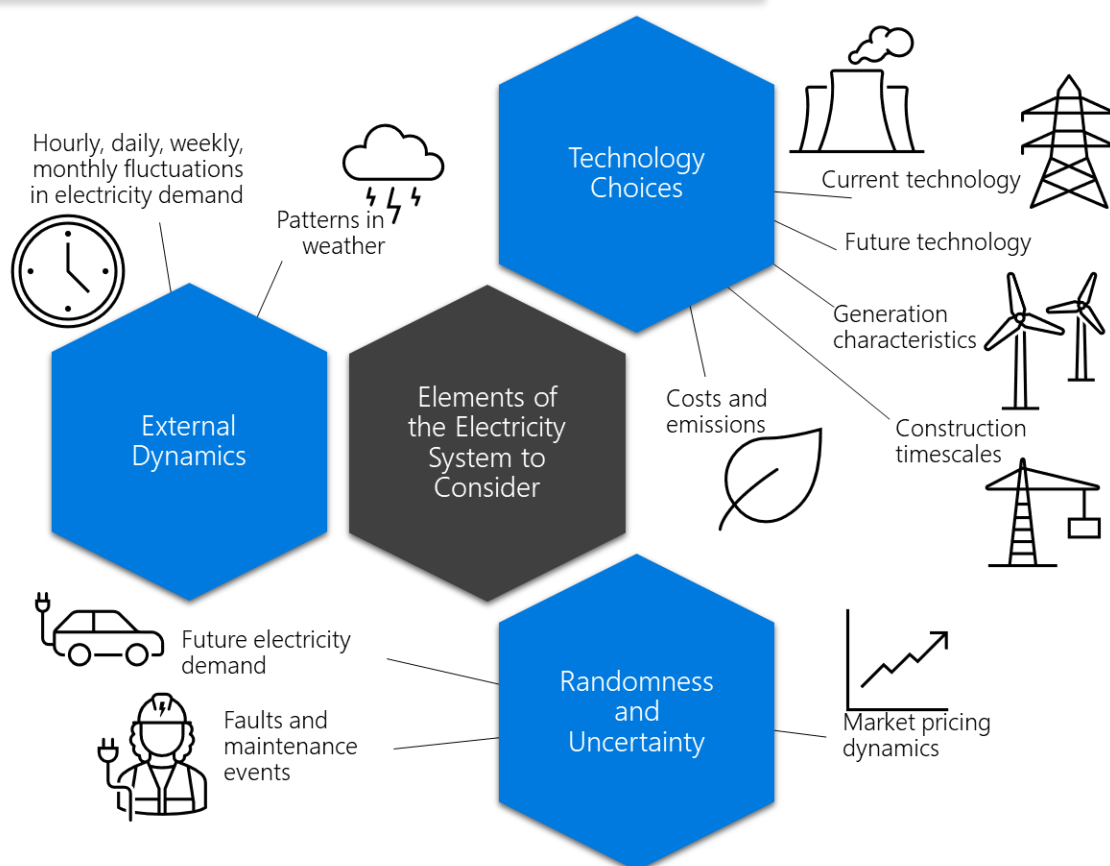 Hourly, daily, weekly,
monthly fluctuations
in electricity demand
Patterns in
weather
Technology
Choices
Current technology
Future technology
Generation
characteristics
Construction
timescales
Costs and
emissions
External
Dynamics
Elements of
the Electricity
System to
Consider
Future electricity
demand
Faults and
maintenance
events
Randomness
and
Uncertainty
Market pricing
dynamics